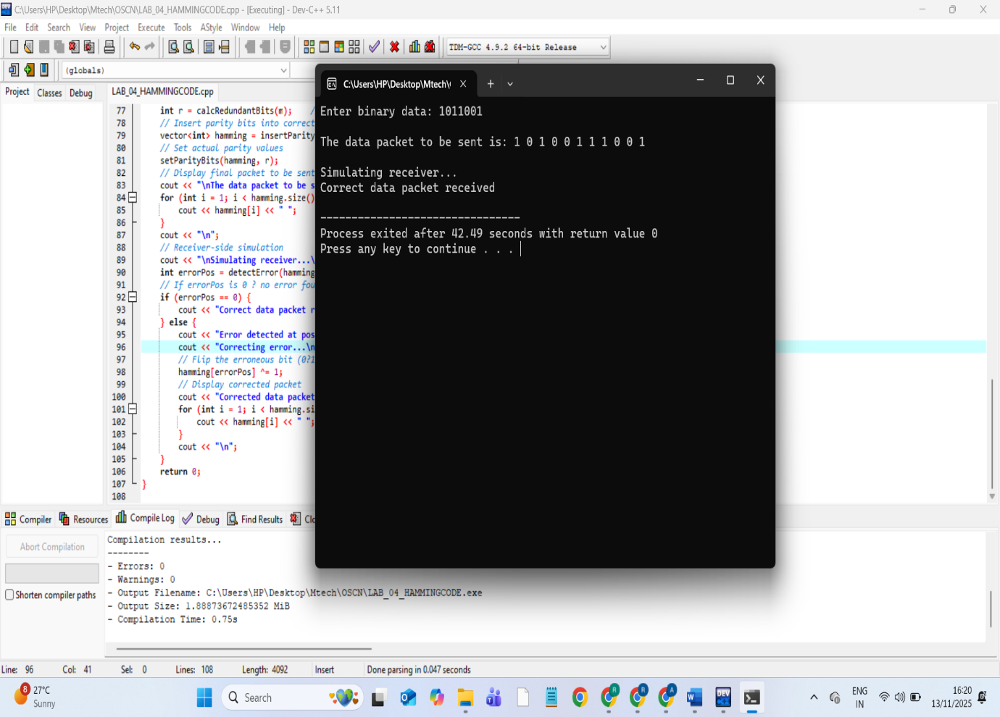 C:\Users\HP\Desktop\Mtech\OSCN\LAB_04_HAMMINGCODE.cpp - [Executing] - Dev-C++ 5.11
File Edit Search View Project Execute Tools AStyle Window Help
TDM-GCC 4.9.2 64-bit Release
(globals)
Project Classes Debug
LAB_04_HAMMINGCODE.cpp
77 int r = calcRedundantBits(m); /
78 // Insert parity bits into correct
79 vector<int> hamming = insertParity
80 // Set actual parity values
81 setParityBits(hamming, r);
82 // Display final packet to be sent
83 cout << "\nThe data packet to be s
84 for (int i = 1; i < hamming.size()
85 cout << hamming[i] << " ";
86 }
87 cout << "\n";
88 // Receiver-side simulation
89 cout << "\nSimulating receiver...\
90 int errorPos = detectError(hamming
91 // If errorPos is 0 ? no error fou
92 if (errorPos == 0) {
93 cout << "Correct data packet r
94 } else {
95 cout << "Error detected at pos
96 cout << "Correcting error...\n
97 // Flip the erroneous bit (0?1
98 hamming[errorPos] ^= 1;
99 // Display corrected packet
100 cout << "Corrected data packet
101 for (int i = 1; i < hamming.si
102 cout << hamming[i] << " ";
103 }
104 cout << "\n";
105 }
106 return 0;
107 }
108
C:\Users\HP\Desktop\Mtech\
Enter binary data: 1011001
The data packet to be sent is: 1 0 1 0 0 1 1 1 0 0 1
Simulating receiver...
Correct data packet received
--------------------------------
Process exited after 42.49 seconds with return value 0
Press any key to continue . . .
Compiler Resources Compile Log Debug Find Results Clo
Abort Compilation
Shorten compiler paths
Compilation results...
--------
- Errors: 0
- Warnings: 0
- Output Filename: C:\Users\HP\Desktop\Mtech\OSCN\LAB_04_HAMMINGCODE.exe
- Output Size: 1.88873672485352 MiB
- Compilation Time: 0.75s
Line: 96 Col: 41 Sel: 0 Lines: 108 Length: 4092 Insert Done parsing in 0.047 seconds
8
27°C
Sunny
Search
R
R
A
DEV
ENG
IN
16:20
13/11/2025